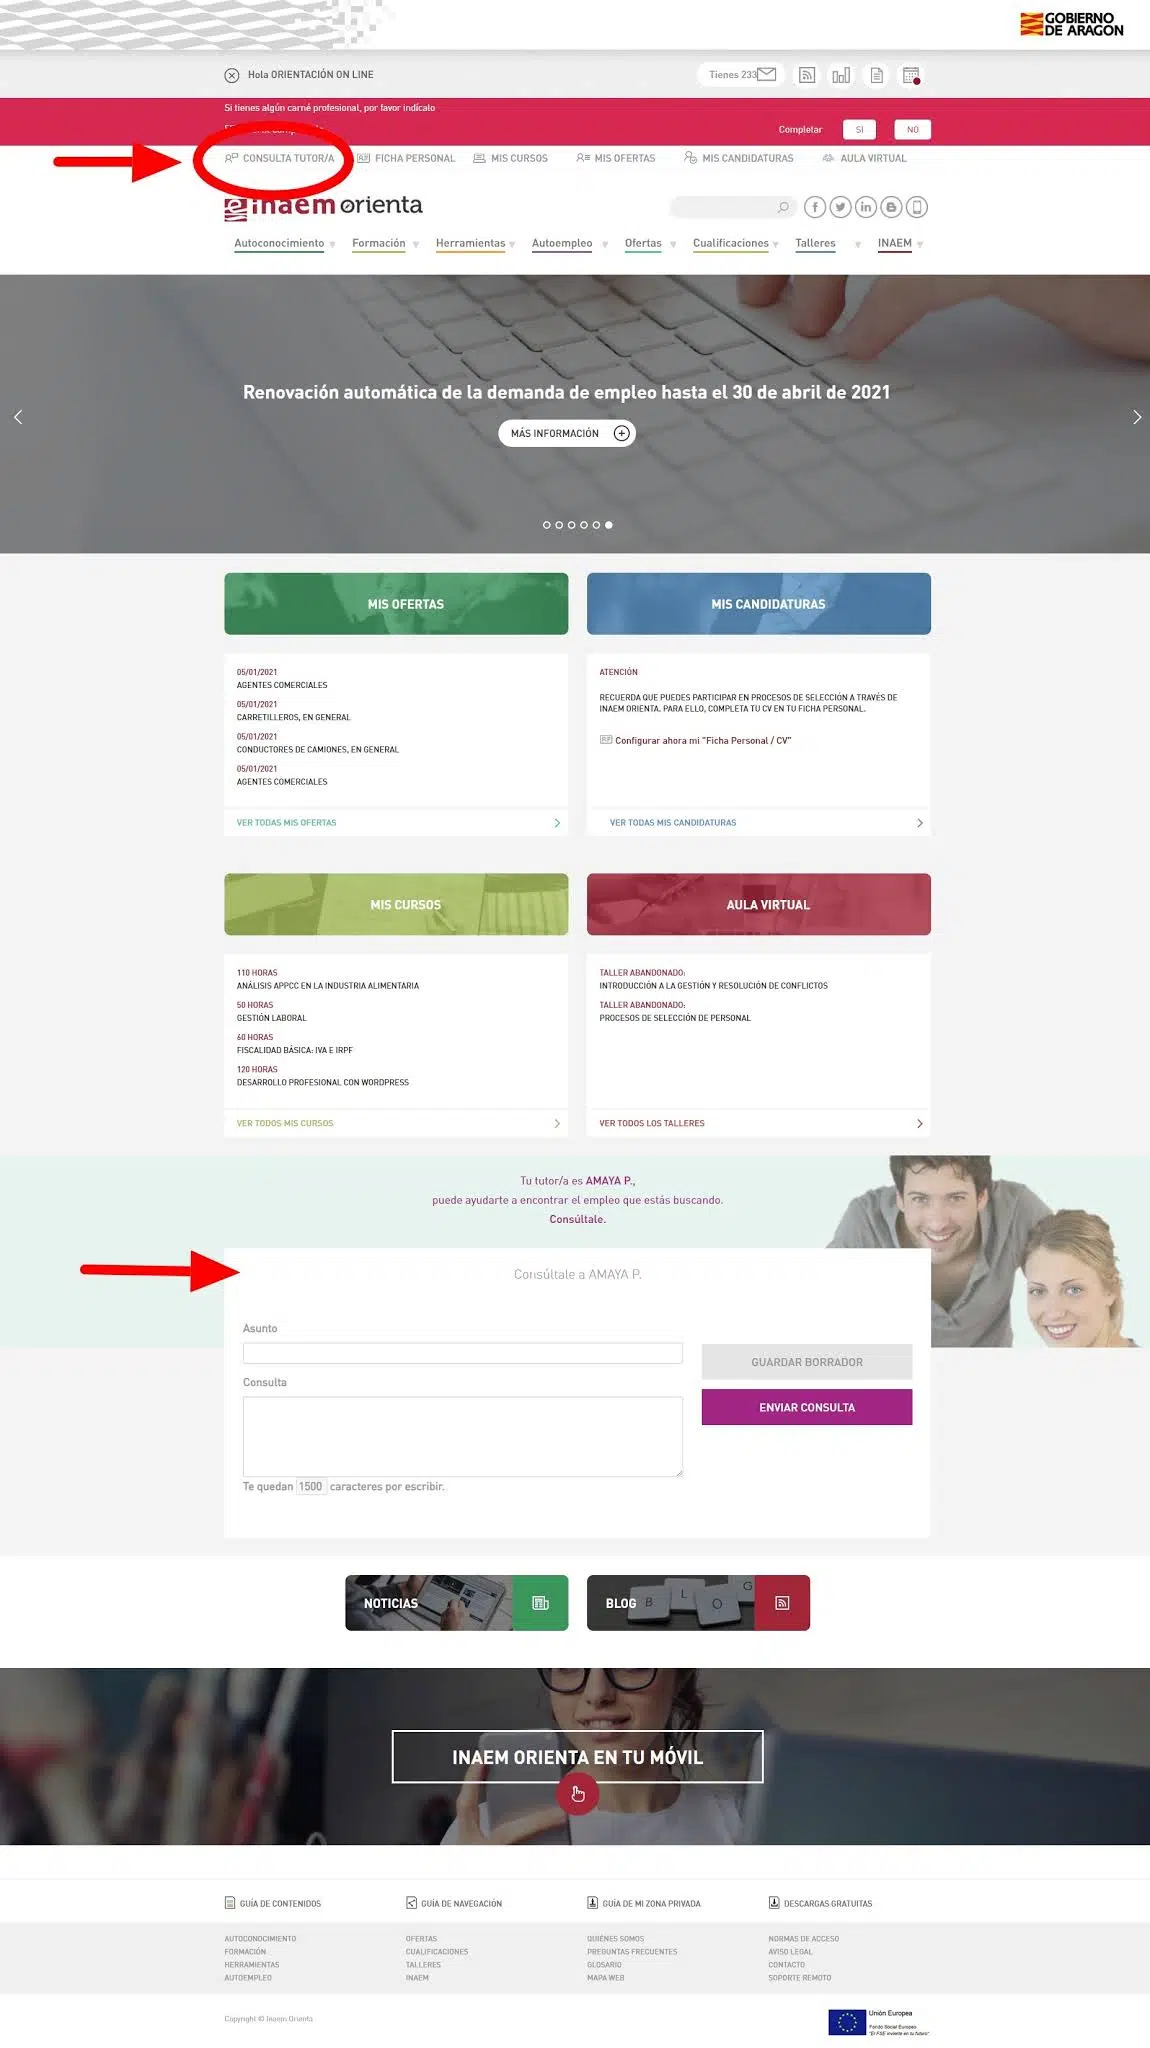 GOBIERNO
DE ARAGON
Hola ORIENTACIÓN ON LINE
Tienes 233
Si tienes algún carné profesional, por favor indícalo
Completar
SI
NO
CONSULTA TUTOR/A
FICHA PERSONAL
MIS CURSOS
MIS OFERTAS
MIS CANDIDATURAS
AULA VIRTUAL
inaem orienta
Autoconocimiento
Formación
Herramientas
Autoempleo
Ofertas
Cualificaciones
Talleres
INAEM
Renovación automática de la demanda de empleo hasta el 30 de abril de 2021
MÁS INFORMACIÓN
MIS OFERTAS
05/01/2021
AGENTES COMERCIALES
05/01/2021
CARRETILLEROS, EN GENERAL
05/01/2021
CONDUCTORES DE CAMIONES, EN GENERAL
05/01/2021
AGENTES COMERCIALES
VER TODAS MIS OFERTAS
MIS CANDIDATURAS
ATENCIÓN
RECUERDA QUE PUEDES PARTICIPAR EN PROCESOS DE SELECCIÓN A TRAVÉS DE
INAEM ORIENTA. PARA ELLO, COMPLETA TU CV EN TU FICHA PERSONAL.
Configurar ahora mi "Ficha Personal / CV"
VER TODAS MIS CANDIDATURAS
MIS CURSOS
110 HORAS
ANÁLISIS APPCC EN LA INDUSTRIA ALIMENTARIA
50 HORAS
GESTIÓN LABORAL
60 HORAS
FISCALIDAD BÁSICA: IVA E IRPF
120 HORAS
DESARROLLO PROFESIONAL CON WORDPRESS
VER TODOS MIS CURSOS
AULA VIRTUAL
TALLER ABANDONADO:
INTRODUCCIÓN A LA GESTIÓN Y RESOLUCIÓN DE CONFLICTOS
TALLER ABANDONADO:
PROCESOS DE SELECCIÓN DE PERSONAL
VER TODOS LOS TALLERES
Tu tutor/a es AMAYA P.,
puede ayudarte a encontrar el empleo que estás buscando.
Consúltale.
Consúltale a AMAYA P.
Asunto
Consulta
Te quedan 1500 caracteres por escribir.
GUARDAR BORRADOR
ENVIAR CONSULTA
NOTICIAS
BLOG
B L O G
INAEM ORIENTA EN TU MÓVIL
GUÍA DE CONTENIDOS
GUÍA DE NAVEGACIÓN
GUÍA DE MI ZONA PRIVADA
DESCARGAS GRATUITAS
AUTOCONOCIMIENTO
FORMACIÓN
HERRAMIENTAS
AUTOEMPLEO
OFERTAS
CUALIFICACIONES
TALLERES
INAEM
QUIÉNES SOMOS
PREGUNTAS FRECUENTES
GLOSARIO
MAPA WEB
NORMAS DE ACCESO
AVISO LEGAL
CONTACTO
SOPORTE REMOTO
Copyright © Inaem Orienta
Unión Europea
Fondo Social Europeo
"El FSE invierte en tu futuro"